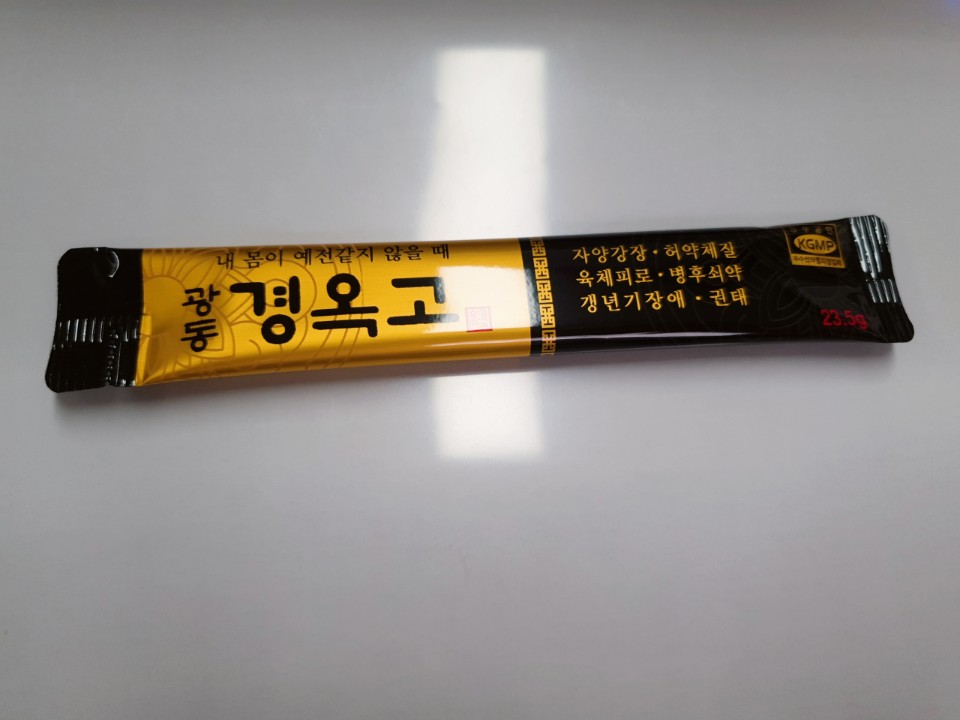 내 몸이 예전같지 않을 때
광동
경옥고
자양강장·허약체질
육체피로·병후쇠약
갱년기장애·권태
KGMP
23.5g